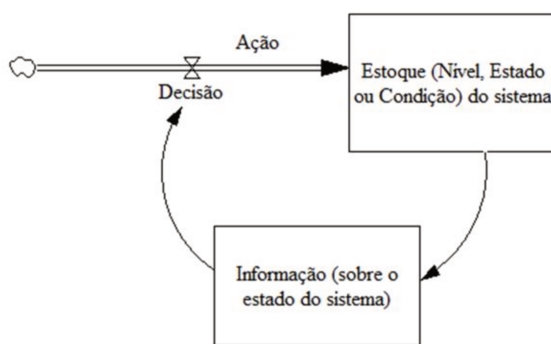 Ação
Decisão
Estoque (Nível, Estado
ou Condição) do sistema
Informação (sobre o
estado do sistema)